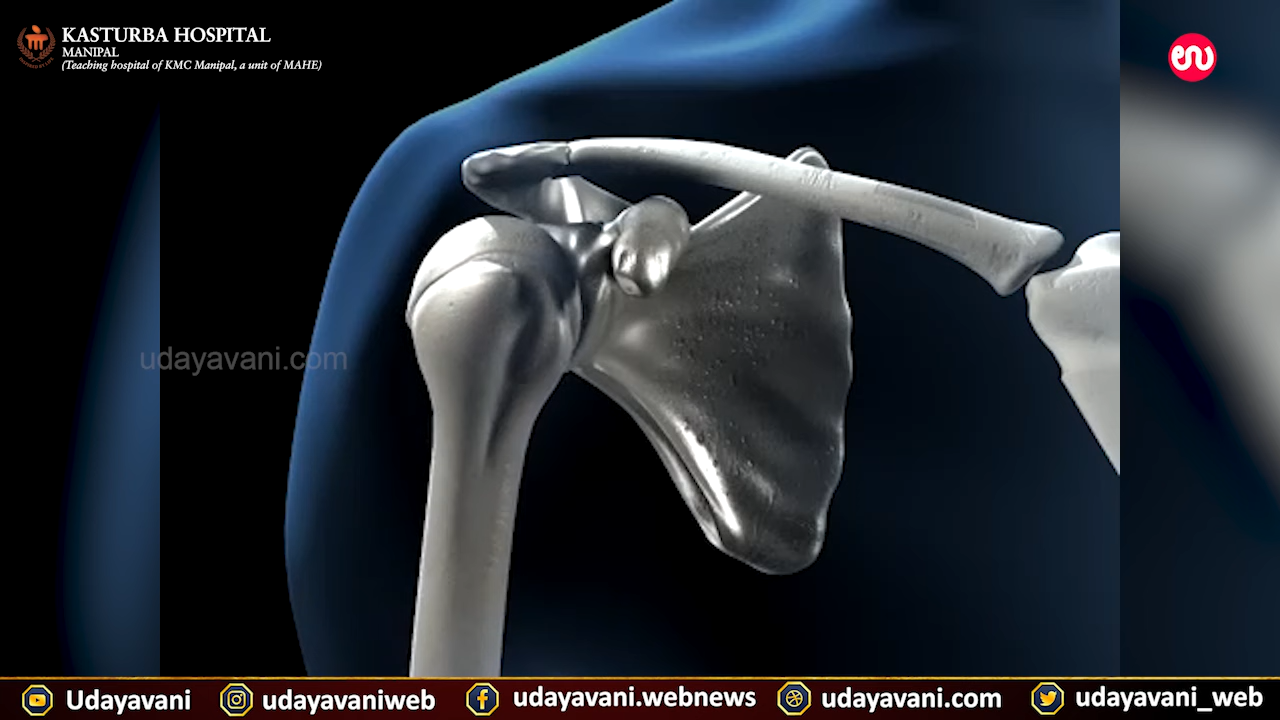 KASTURBA HOSPITAL
MANIPAL
(Teaching hospital of KMC Manipal, a unit of MAHE)
ಉ
udayavani.com
Udayavani
udayavaniweb
udayavani.webnews
udayavani.com
udayavani_web